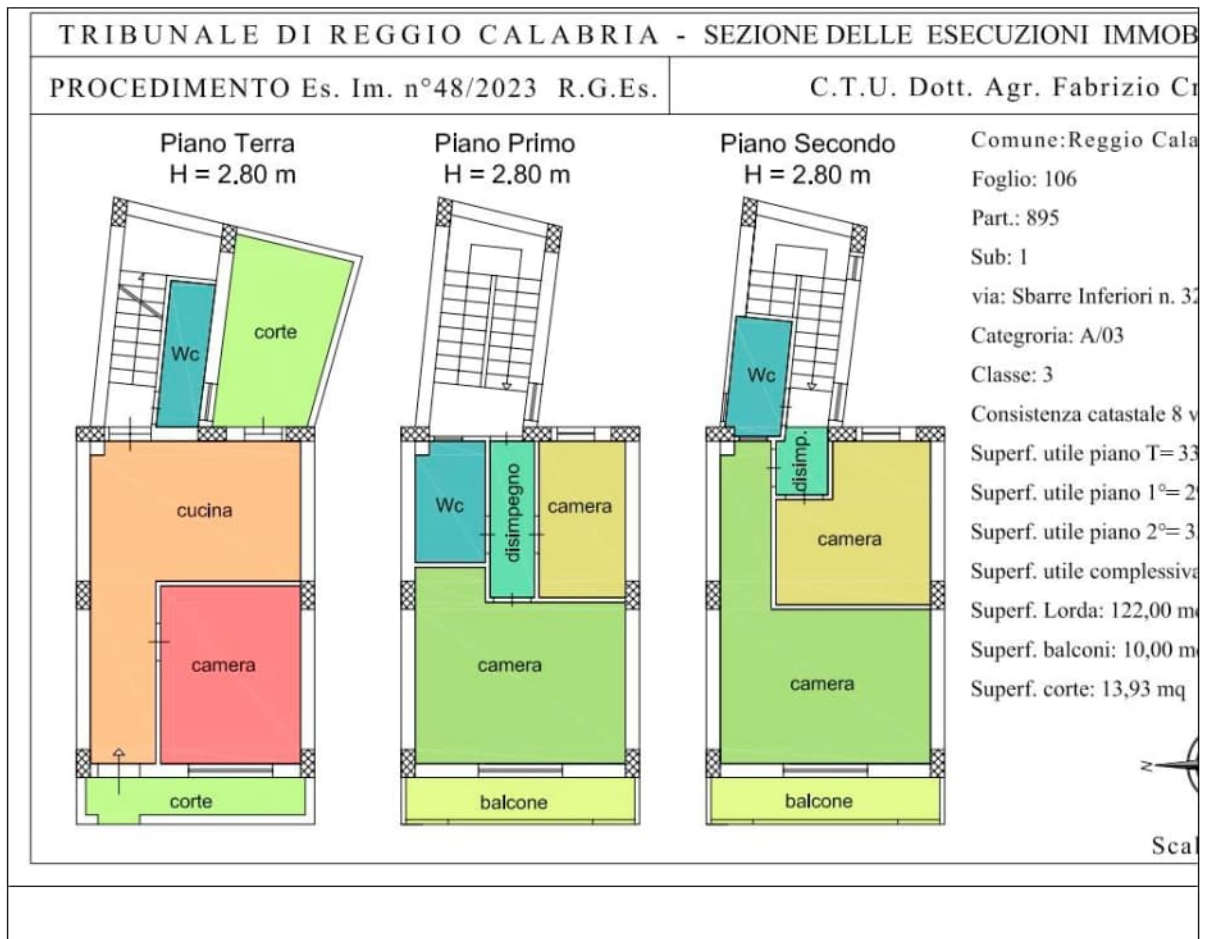 TRIBUNALE DI REGGIO CALABRIA - SEZIONE DELLE ESECUZIONI IMMOB
PROCEDIMENTO Es. Im. n°48/2023 R.G.Es.
C.T.U. Dott. Agr. Fabrizio
Piano Terra
H = 2.80 m
Piano Primo
H = 2.80 m
Piano Secondo
H = 2.80 m
corte
Wc
cucina
camera
corte
Wc
disimpegno
camera
camera
balcone
Wc
disimp.
camera
camera
balcone
Comune:Reggio Cala
Foglio: 106
Part.: 895
Sub: 1
via: Sbarre Inferiori n. 32
Categroria: A/03
Classe: 3
Consistenza catastale 8 v
Superf. utile piano T= 33
Superf. utile piano 1°= 29
Superf. utile piano 2°= 3
Superf. utile complessiva
Superf. Lorda: 122,00 m
Superf. balconi: 10,00 m
Superf. corte: 13,93 mq
N
Scal